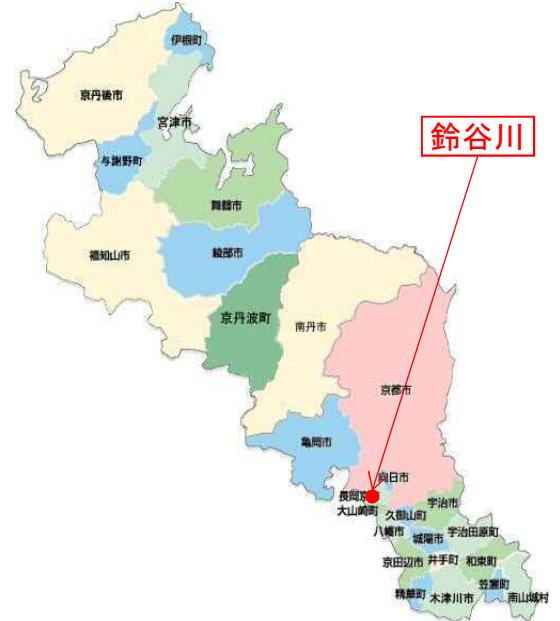 伊根町
京丹後市
宮津市
鈴谷川
与謝野町
舞鶴市
綾部市
福知山市
京丹波町
南丹市
京都市
亀岡市
向日市
長岡京
大山崎町
宇治市
久御山町
八幡市
城陽市
宇治田原町
京田辺市
井手町
和束町
精華町
木津川市
笠置町
南山城村